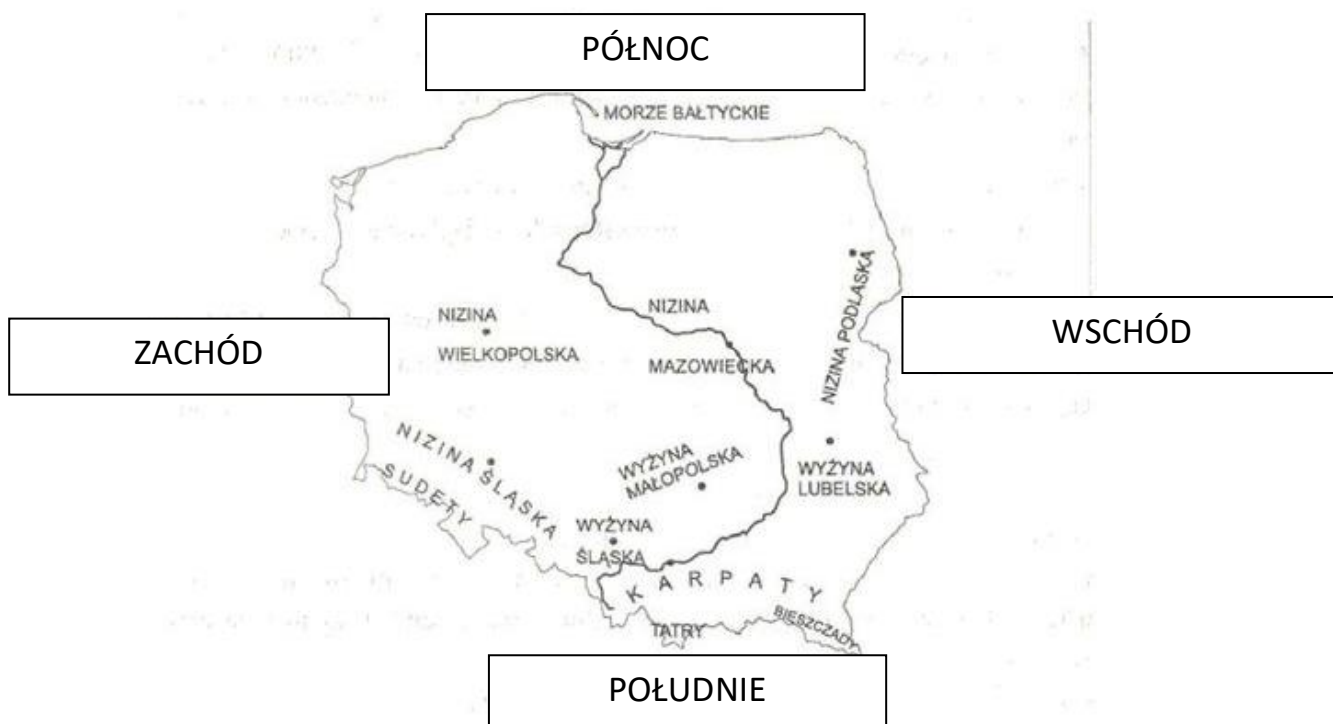 PÓŁNOC
MORZE BAŁTYCKIE
NIZINA
WIELKOPOLSKA
NIZINA
MAZOWIECKA
NIZINA PODLASKA
ZACHÓD
WSCHÓD
NIZINA ŚLĄSKA
SUDETY
WYŻYNA
MAŁOPOLSKA
WYŻYNA
LUBELSKA
WYŻYNA
ŚLĄSKA
KARPATY
BIESZCZADY
TATRY
POŁUDNIE